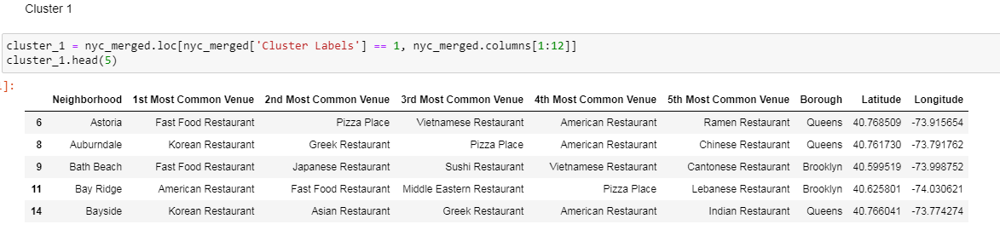 Cluster 1
cluster_1 = nyc_merged.loc[nyc_merged['Cluster Labels'] == 1, nyc_merged.columns[1:12]]
cluster_1.head(5)
]:
Neighborhood 1st Most Common Venue 2nd Most Common Venue 3rd Most Common Venue 4th Most Common Venue 5th Most Common Venue Borough Latitude Longitude
6 Astoria Fast Food Restaurant Pizza Place Vietnamese Restaurant American Restaurant Ramen Restaurant Queens 40.768509 -73.915654
8 Auburndale Korean Restaurant Greek Restaurant Pizza Place American Restaurant Chinese Restaurant Queens 40.761730 -73.791762
9 Bath Beach Fast Food Restaurant Japanese Restaurant Sushi Restaurant Vietnamese Restaurant Cantonese Restaurant Brooklyn 40.599519 -73.998752
11 Bay Ridge American Restaurant Fast Food Restaurant Middle Eastern Restaurant Pizza Place Lebanese Restaurant Brooklyn 40.625801 -74.030621
14 Bayside Korean Restaurant Asian Restaurant Greek Restaurant American Restaurant Indian Restaurant Queens 40.766041 -73.774274